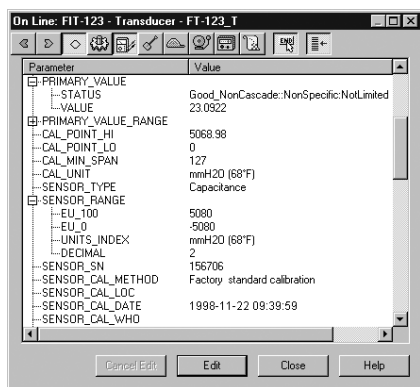 On Line: FIT-123 - Transducer - FT-123_T
END
Parameter Value
PRIMARY_VALUE
STATUS Good_NonCascade::NonSpecific:NotLimited
VALUE 23.0922
PRIMARY_VALUE_RANGE
CAL_POINT_HI 5068.98
CAL_POINT_LO 0
CAL_MIN_SPAN 127
CAL_UNIT mmH2O (68°F)
SENSOR_TYPE Capacitance
SENSOR_RANGE
EU_100 5080
EU_0 -5080
UNITS_INDEX mmH2O (68°F)
DECIMAL 2
SENSOR_SN 156706
SENSOR_CAL_METHOD Factory standard calibration
SENSOR_CAL_LOC
SENSOR_CAL_DATE 1998-11-22 09:39:59
SENSOR_CAL_WHO
Cancel Edit Edit Close Help